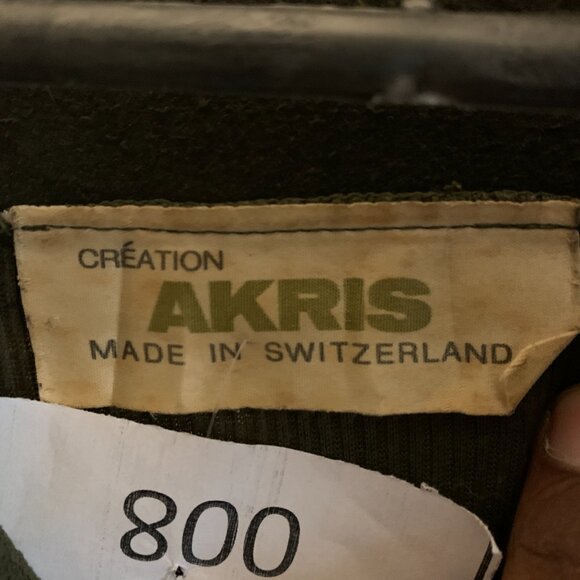 CRÉATION
AKRIS
MADE IN SWITZERLAND
800